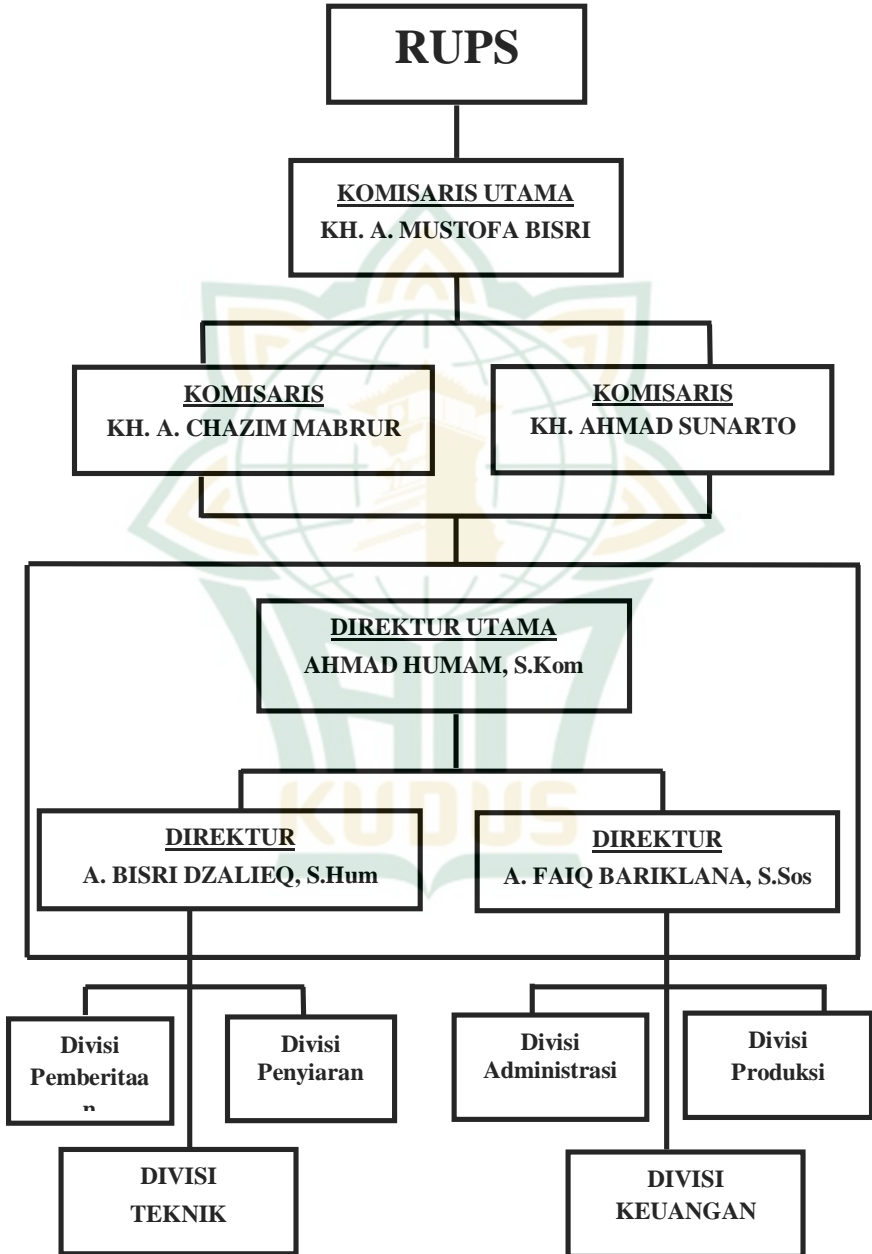 RUPS
KOMISARIS UTAMA
KH. A. MUSTOFA BISRI
KOMISARIS
KH. A. CHAZIM MABRUR
KOMISARIS
KH. AHMAD SUNARTO
DIREKTUR UTAMA
AHMAD HUMAM, S.Kom
KUDUS
DIREKTUR
A. BISRI DZALIEQ, S.Hum
DIREKTUR
A. FAIQ BARIKLANA, S.Sos
Divisi
Pemberitaa
n
Divisi
Penyiaran
Divisi
Administrasi
Divisi
Produksi
DIVISI
TEKNIK
DIVISI
KEUANGAN